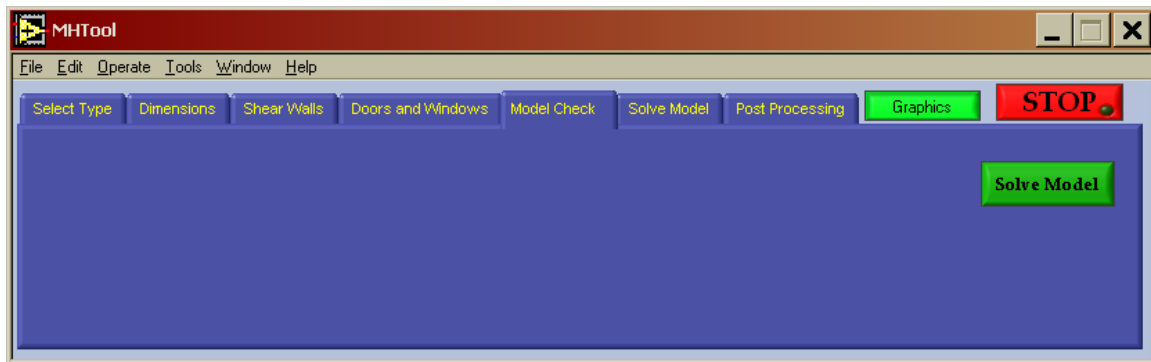 MHTool
File Edit Operate Tools Window Help
Select Type Dimensions Shear Walls Doors and Windows Model Check Solve Model Post Processing Graphics STOP
Solve Model